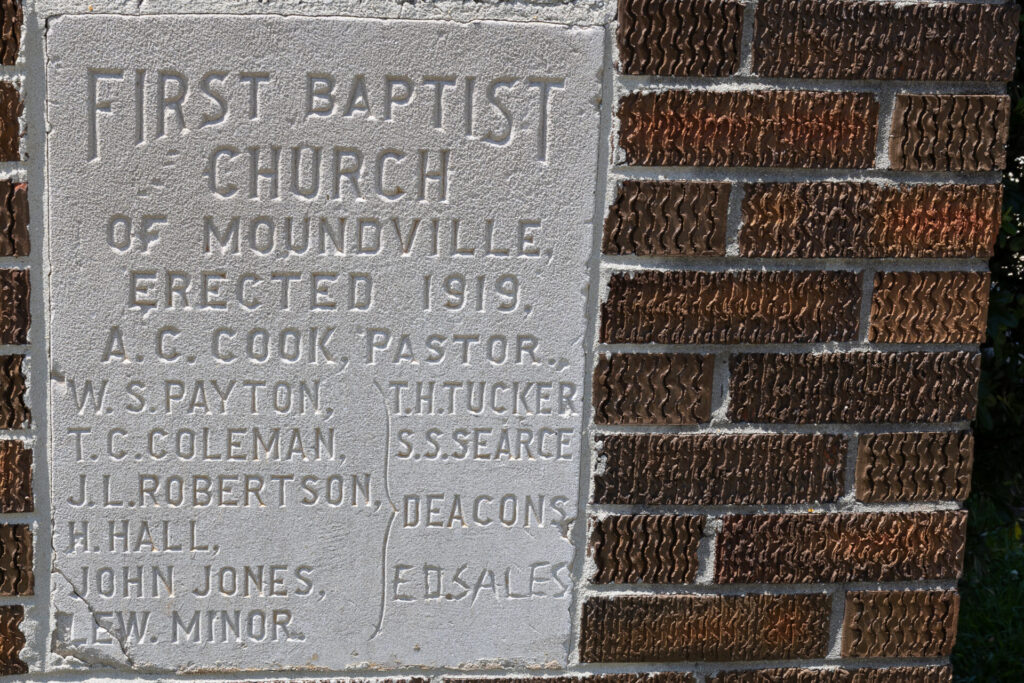 FIRST BAPTIST
CHURCH
OF MOUNDVILLE,
ERECTED 1919,
A.C. COOK, PASTOR.,
W.S. PAYTON,
T.C. COLEMAN,
J.L. ROBERTSON,
H. HALL,
JOHN JONES,
LEW. MINOR.
T.H. TUCKER
S.S. SEARCE
DEACONS
E.D. SALES